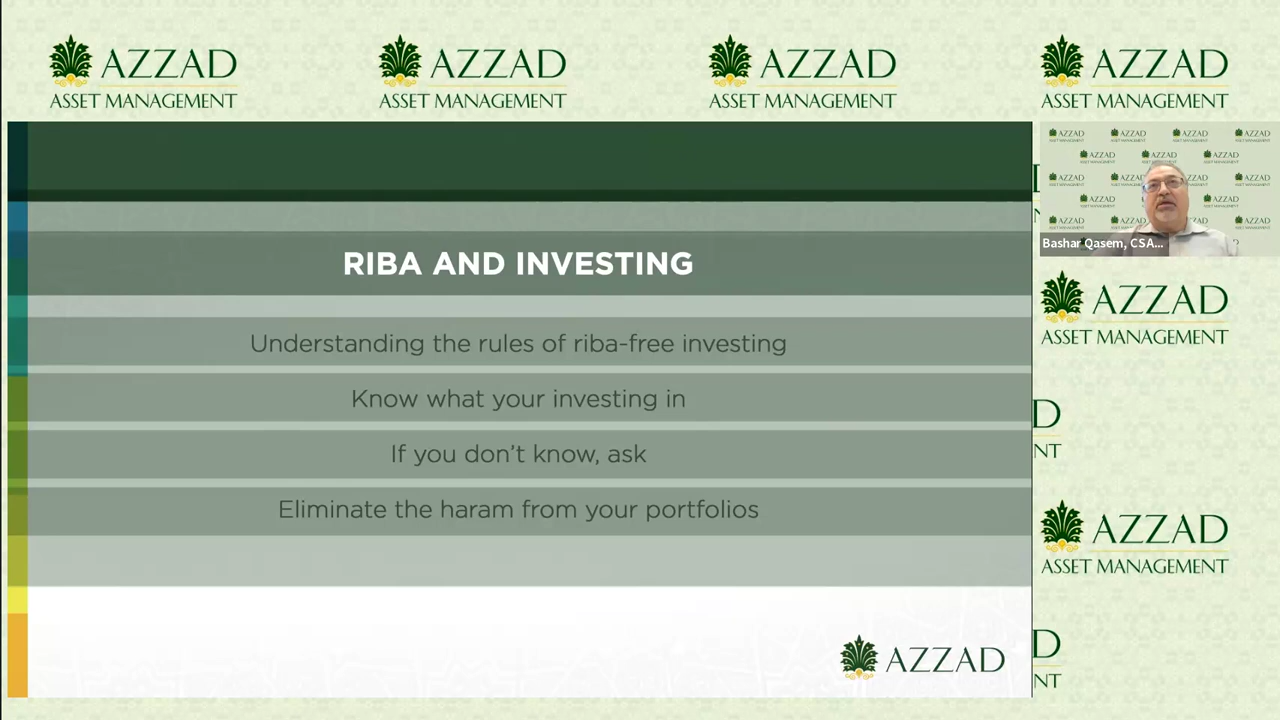 AZZAD
ASSET MANAGEMENT
AZZAD
ASSET MANAGEMENT
AZZAD
ASSET MANAGEMENT
AZZAD
ASSET MANAGEMENT
RIBA AND INVESTING
Understanding the rules of riba-free investing
Know what your investing in
If you don't know, ask
Eliminate the haram from your portfolios
AZZAD
Bashar Qasem, CSA...
AZZAD
ASSET MANAGEMENT
D
NT
AZZAD
ASSET MANAGEMENT
D
NT